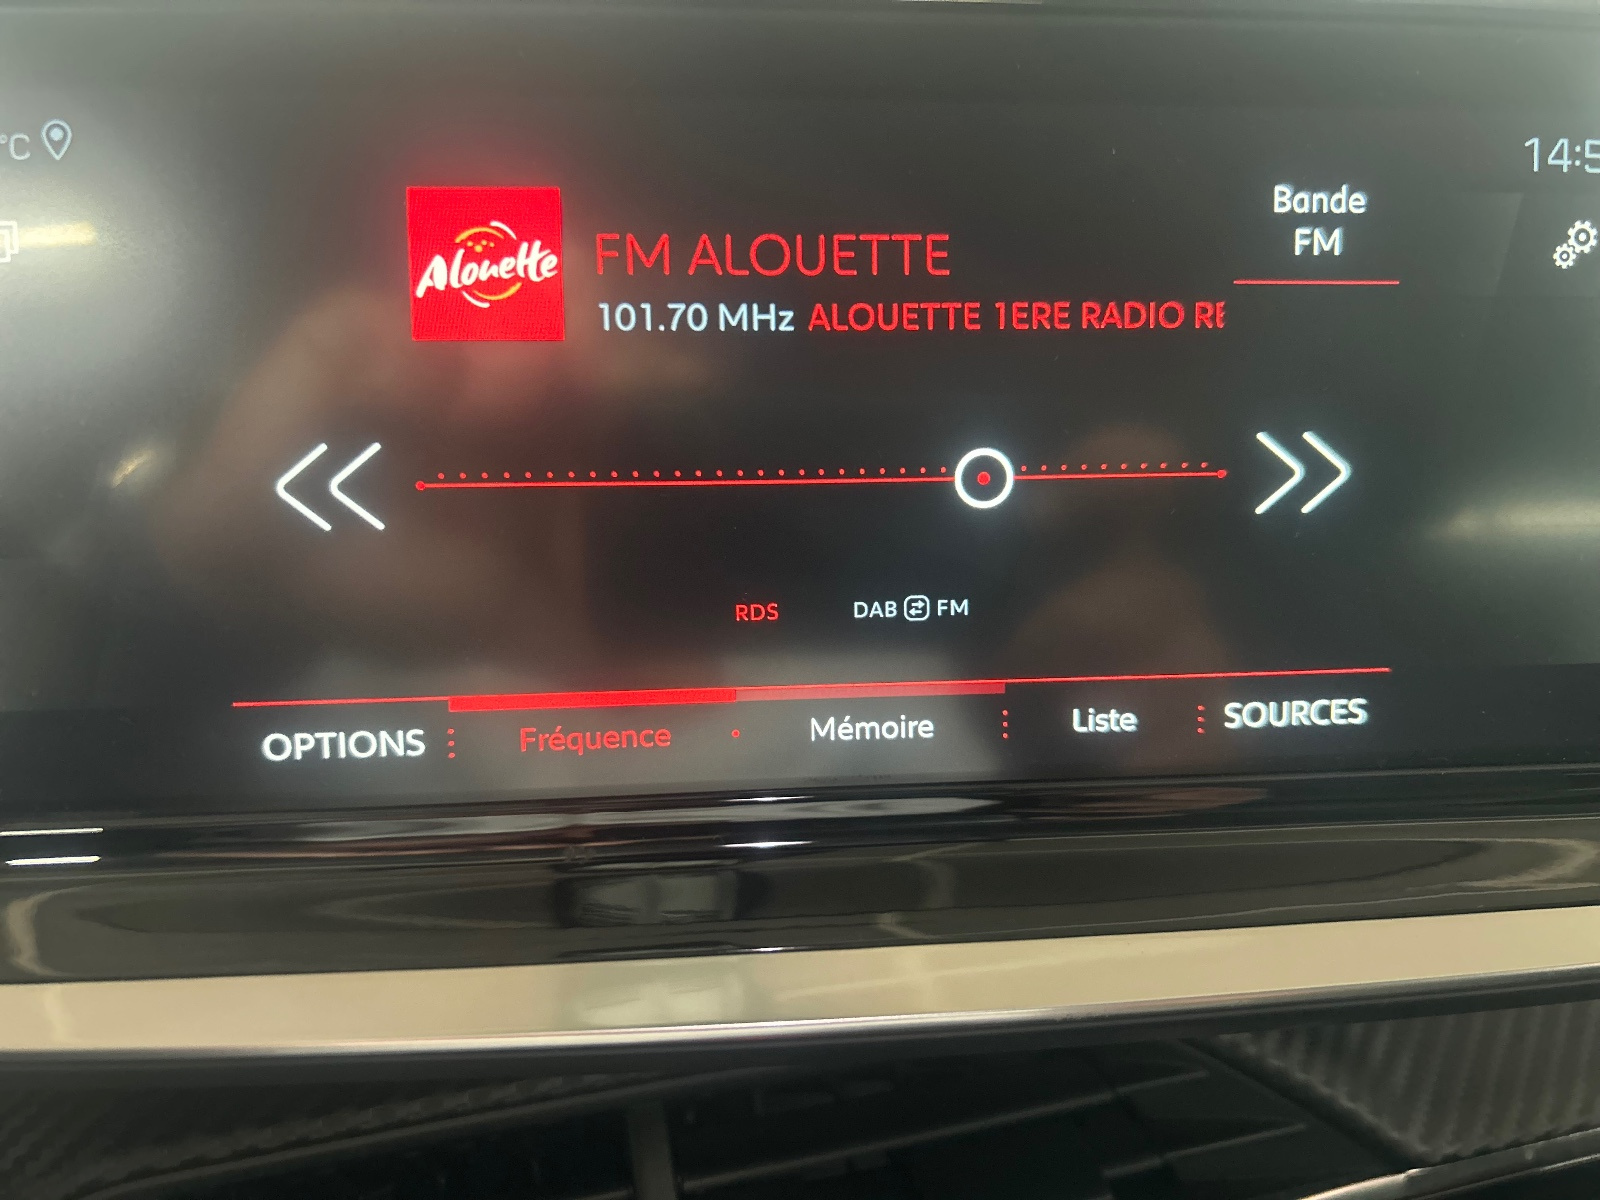 °C
14:5
Bande
FM
Alouette
FM ALOUETTE
101.70 MHz ALOUETTE 1ERE RADIO RE
RDS
DAB FM
OPTIONS Fréquence Mémoire Liste SOURCES